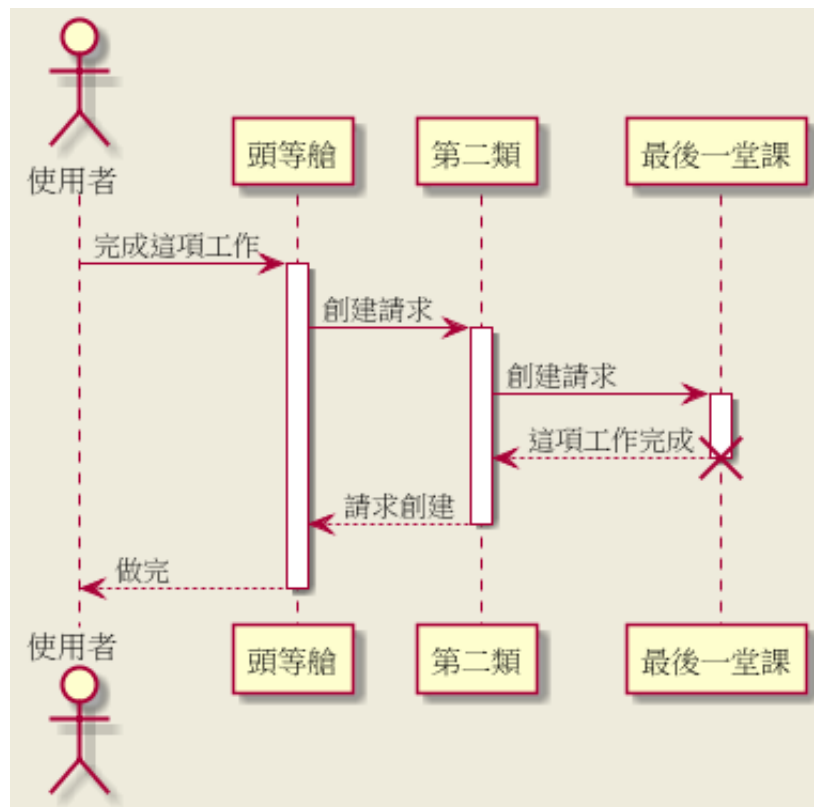 使用者
頭等艙
第二類
最後一堂課
完成這項工作
創建請求
創建請求
這項工作完成
請求創建
做完
使用者
頭等艙
第二類
最後一堂課